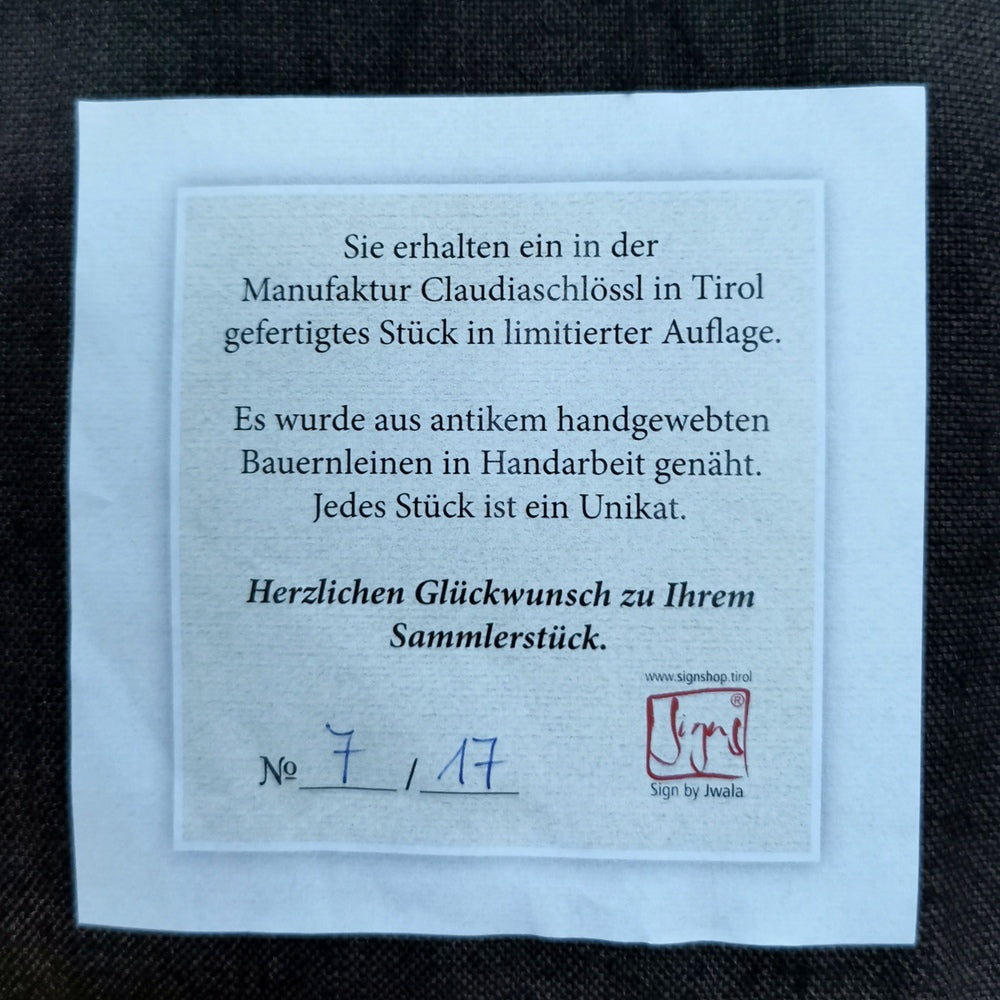 Sie erhalten ein in der
Manufaktur Claudiaschlössl in Tirol
gefertigtes Stück in limitierter Auflage.
Es wurde aus antikem handgewebten
Bauernleinen in Handarbeit genäht.
Jedes Stück ist ein Unikat.
Herzlichen Glückwunsch zu Ihrem
Sammlerstück.
www.signshop.tirol
Signs®
Sign by Jwala
№ 7 / 17